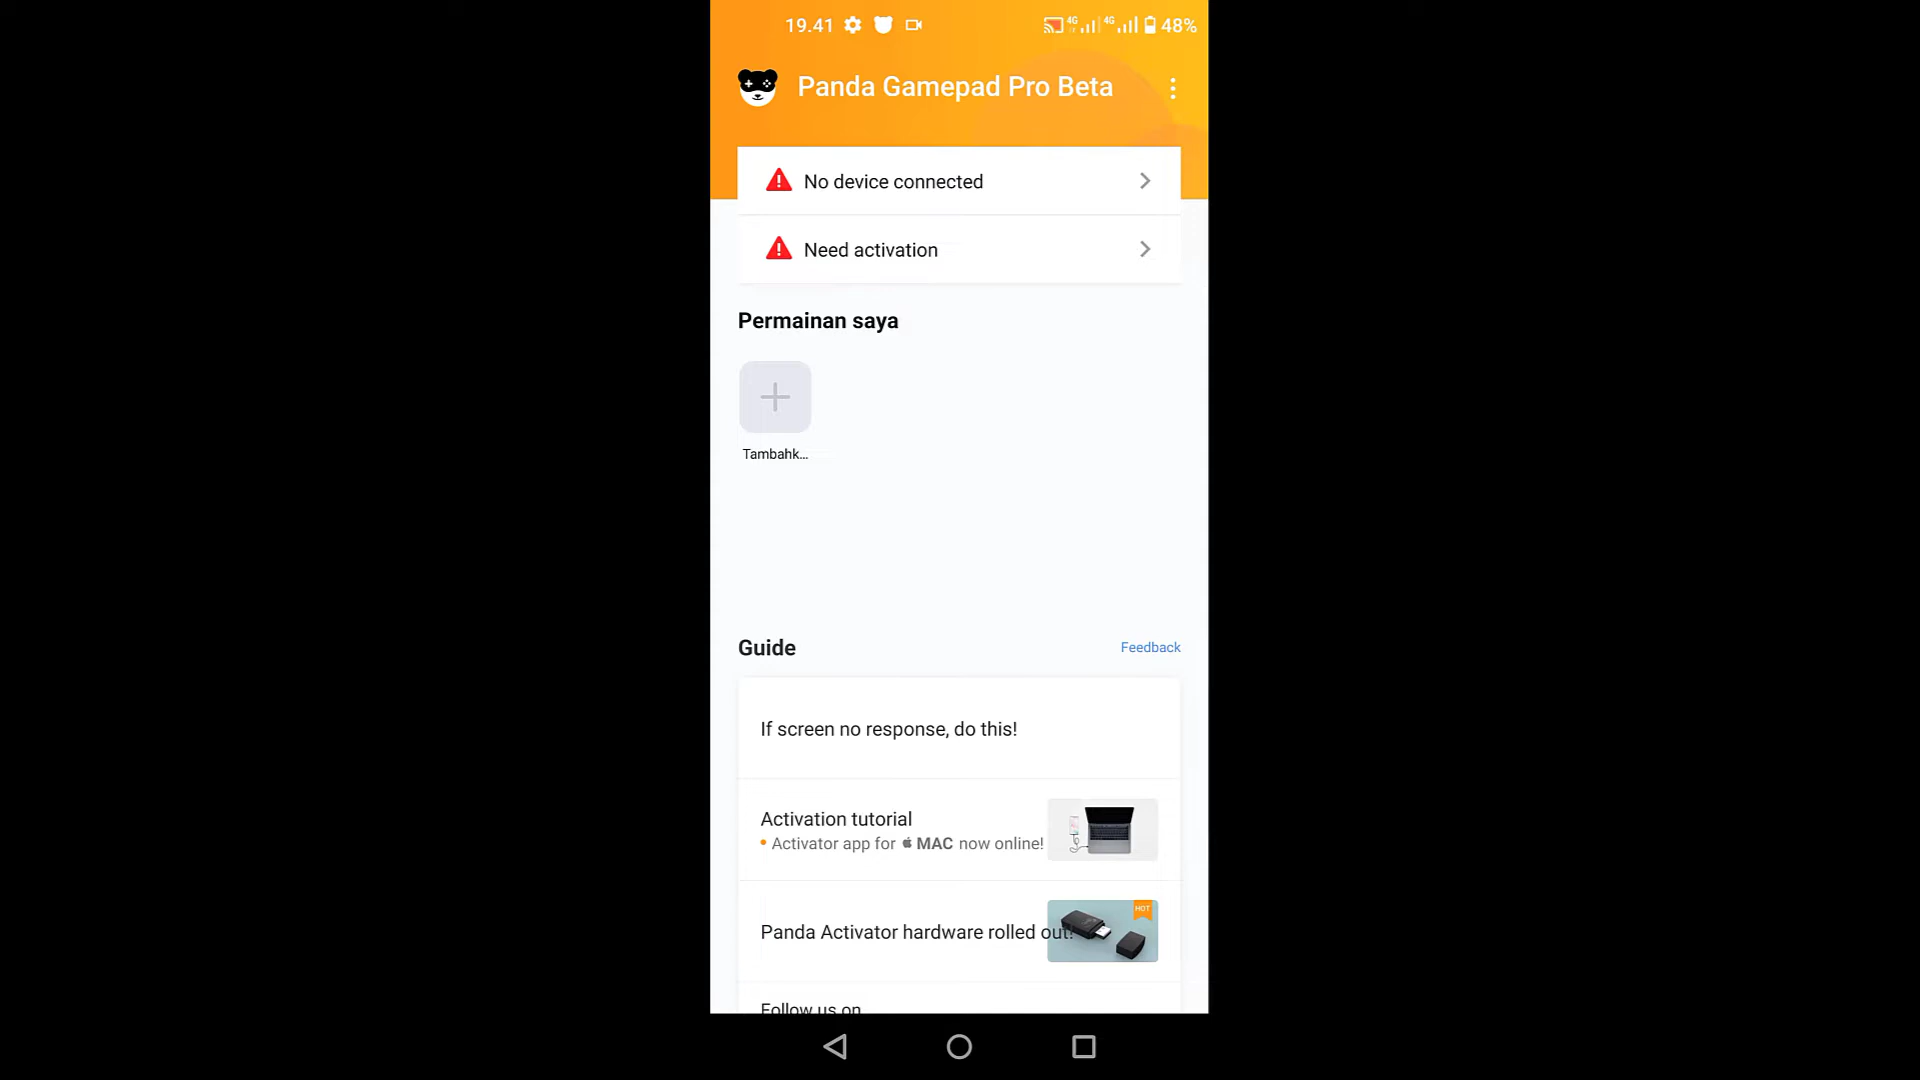 19.41
4G 4G 48%
Panda Gamepad Pro Beta
No device connected
Need activation
Permainan saya
Tambahk...
Guide
Feedback
If screen no response, do this!
Activation tutorial
• Activator app for MAC now online!
HOT
Panda Activator hardware rolled out!
Follow us on